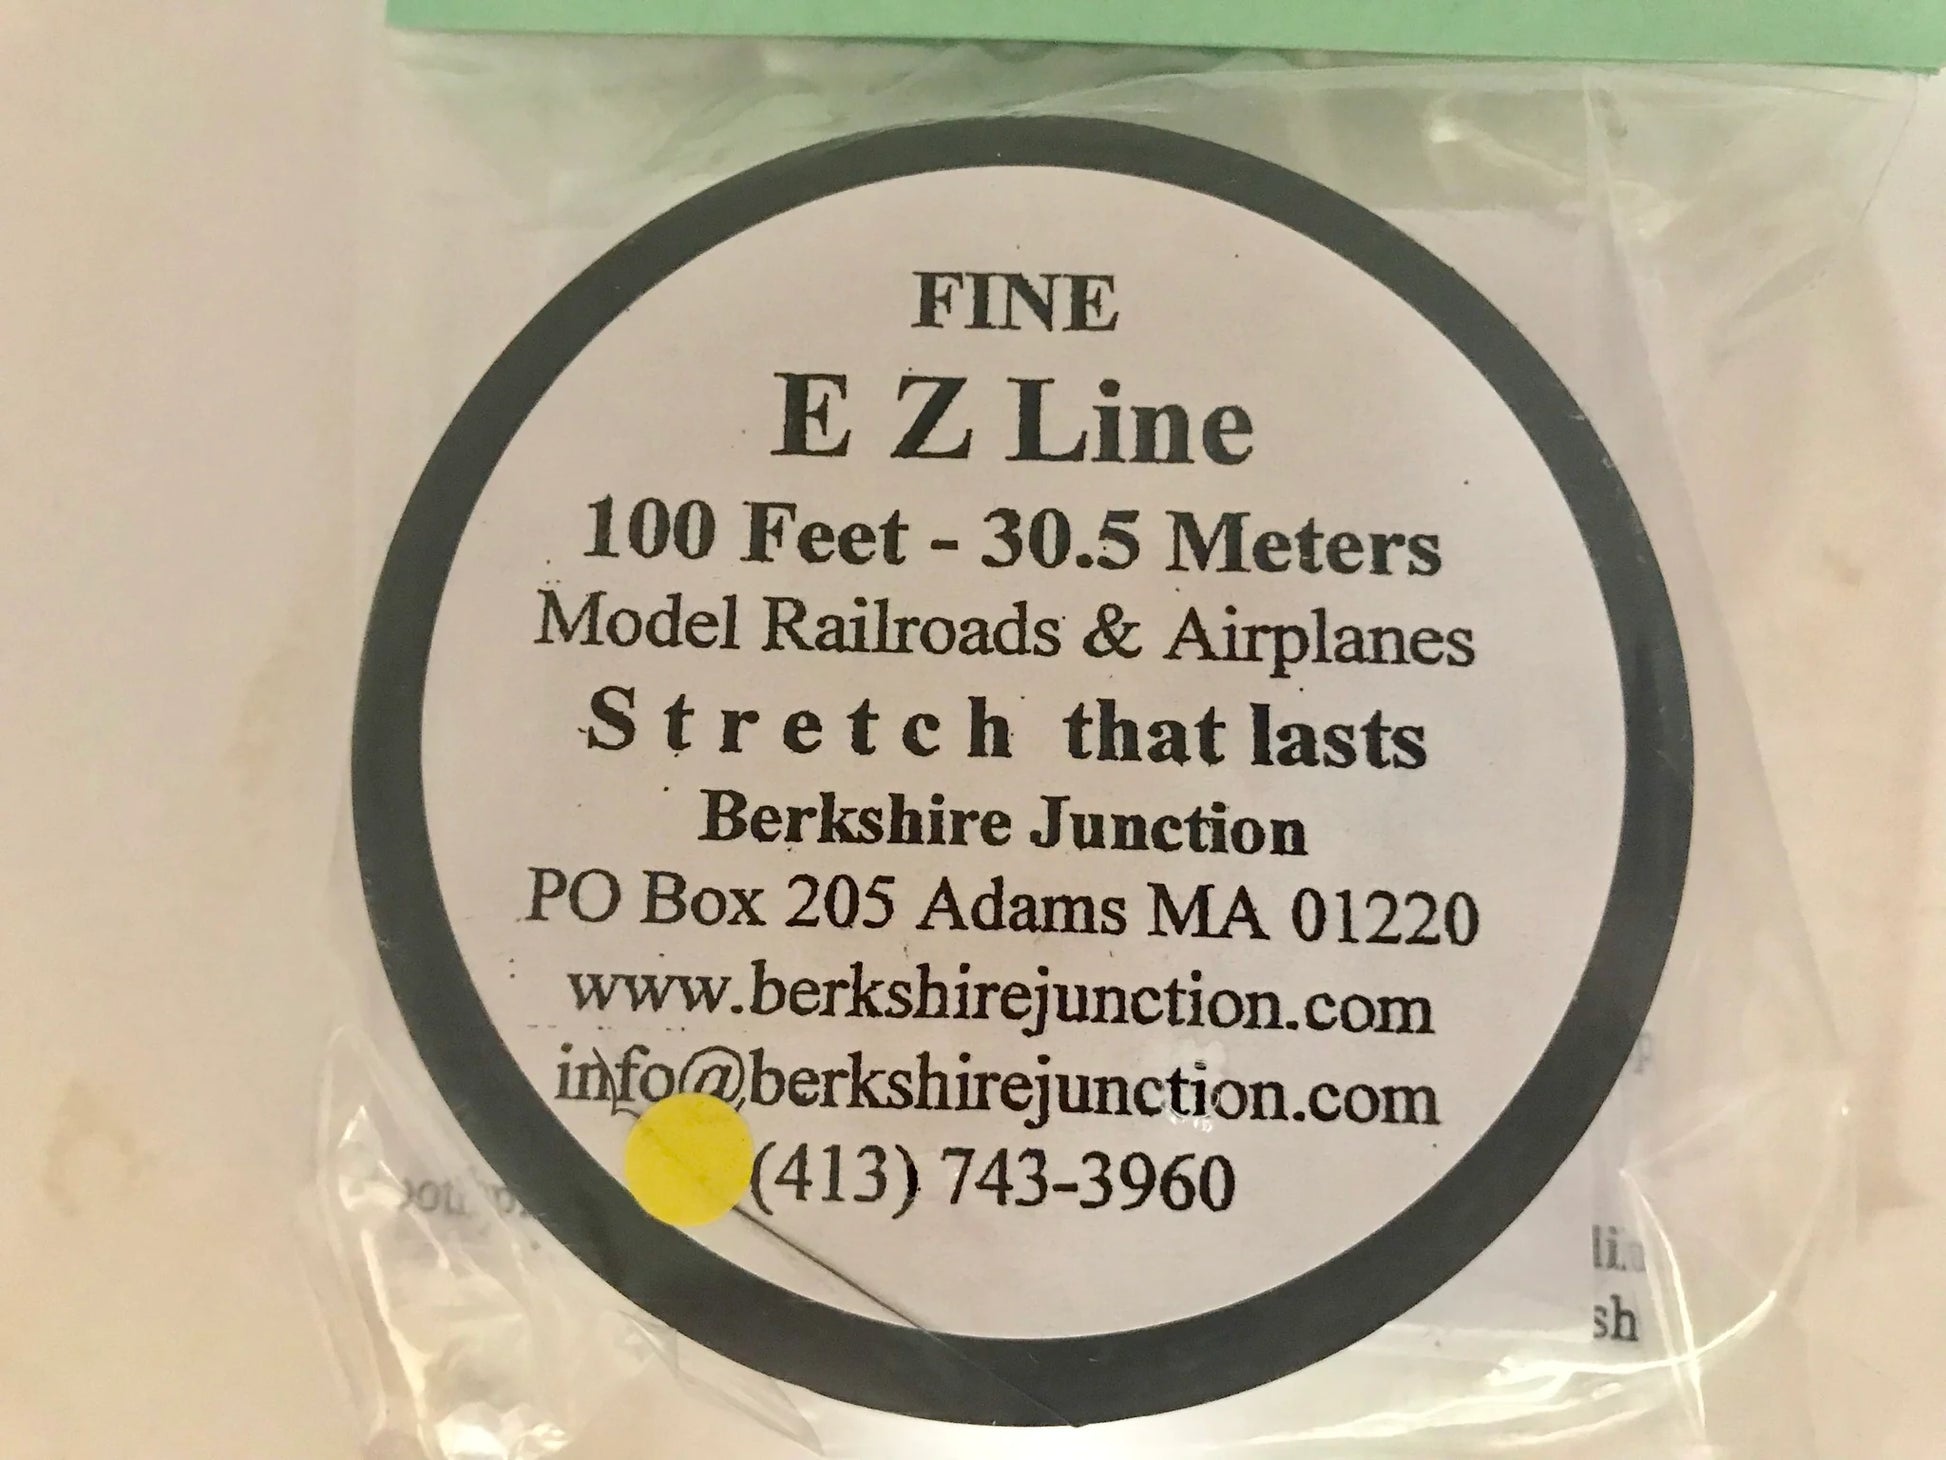 FINE
E Z Line
100 Feet - 30.5 Meters
Model Railroads & Airplanes
Stretch that lasts
Berkshire Junction
PO Box 205 Adams MA 01220
www.berkshirejunction.com
info@berkshirejunction.com
(413) 743-3960